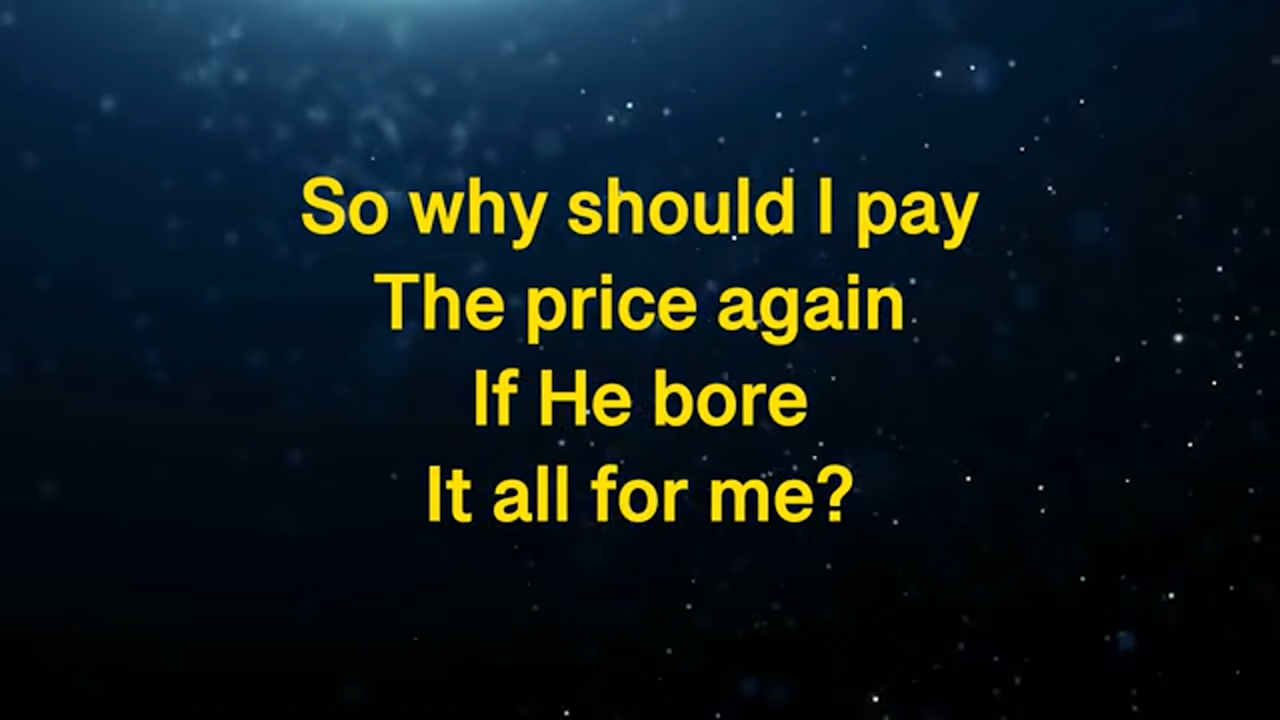 So why should I pay
The price again
If He bore
It all for me?